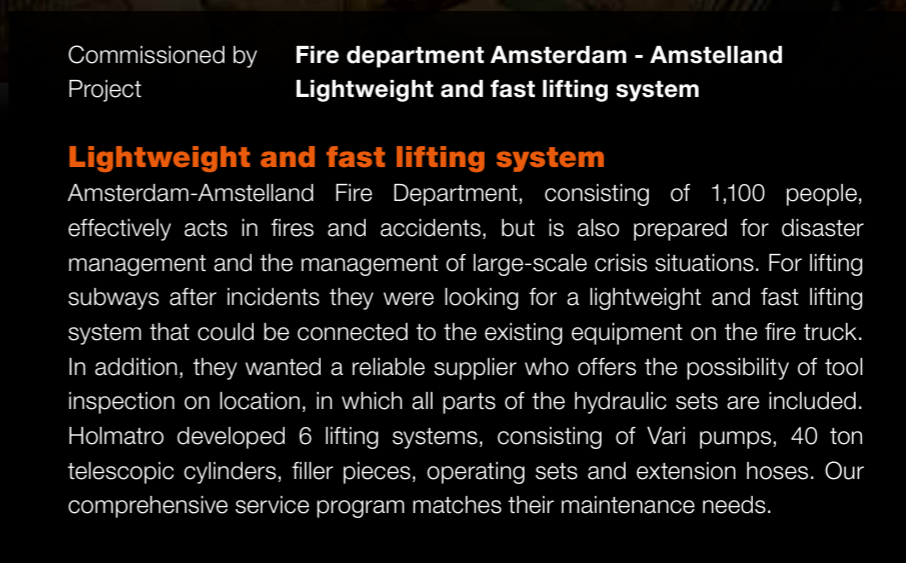 Commissioned by Fire department Amsterdam - Amstelland
Project Lightweight and fast lifting system
Lightweight and fast lifting system
Amsterdam-Amstelland Fire Department, consisting of 1,100 people,
effectively acts in fires and accidents, but is also prepared for disaster
management and the management of large-scale crisis situations. For lifting
subways after incidents they were looking for a lightweight and fast lifting
system that could be connected to the existing equipment on the fire truck.
In addition, they wanted a reliable supplier who offers the possibility of tool
inspection on location, in which all parts of the hydraulic sets are included.
Holmatro developed 6 lifting systems, consisting of Vari pumps, 40 ton
telescopic cylinders, filler pieces, operating sets and extension hoses. Our
comprehensive service program matches their maintenance needs.